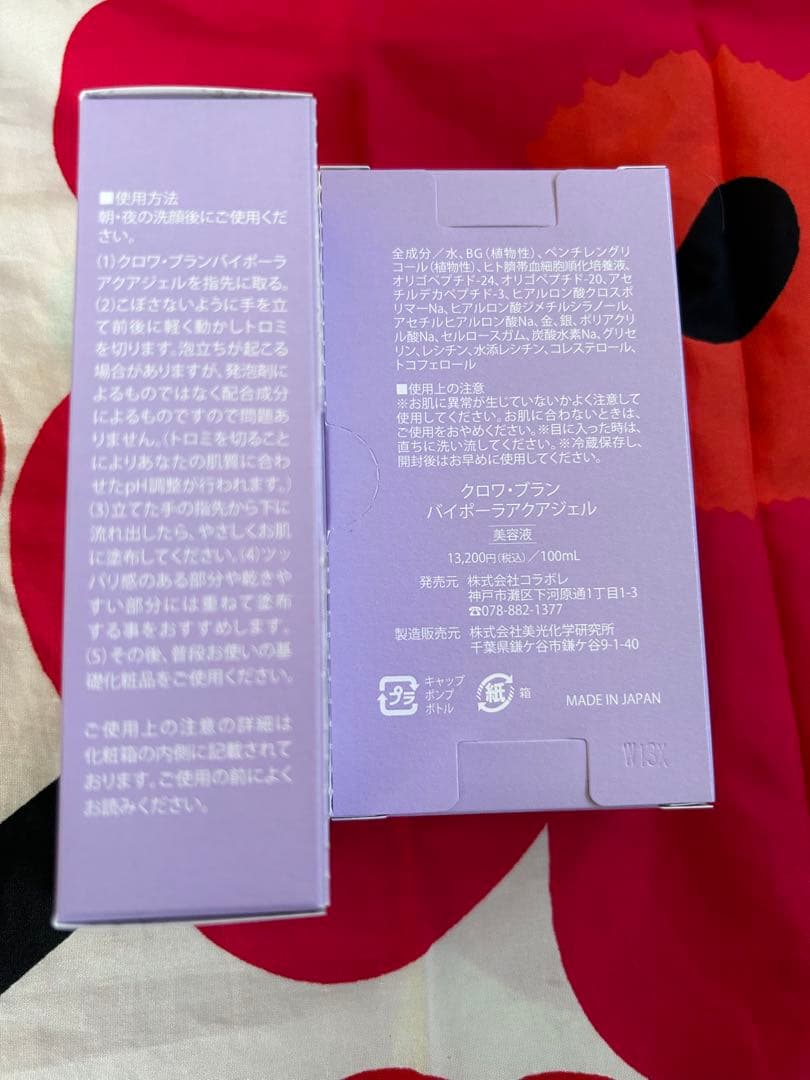 ■使用方法
朝・夜の洗顔後にご使用くだ
さい。
(1)クロワ・ブランバイポーラ
アクアジェルを指先に取る。
(2)こぼさないように手を立
て前後に軽く動かしトロミ
を切ります。泡立ちが起こる
場合がありますが、発泡剤に
よるものではなく配合成分
によるものですので問題あ
りません。(トロミを切ること
によりあなたの肌質に合わ
せたpH調整が行われます。)
(3)立てた手の指先から下に
流れ出したら、やさしくお肌
に塗布してください。(4)ツッ
パリ感のある部分や乾きや
すい部分には重ねて塗布
する事をおすすめします。
(5)その後、普段お使いの基
礎化粧品をご使用ください。
ご使用上の注意の詳細は
化粧箱の内側に記載されて
おります。ご使用の前によく
お読みください。
全成分/水、BG(植物性)、ペンチレングリ
コール(植物性)、ヒト臍帯血細胞順化培養液、
オリゴペプチド-24、オリゴペプチド-20、アセ
チルデカペプチド-3、ヒアルロン酸クロスポ
リマーNa、ヒアルロン酸ジメチルシラノール、
アセチルヒアルロン酸Na、金、銀、ポリアクリ
ル酸Na、セルロースガム、炭酸水素Na、グリセ
リン、レシチン、水添レシチン、コレステロール、
トコフェロール
■使用上の注意
※お肌に異常が生じていないかよく注意して
使用してください。お肌に合わないときは、
ご使用をおやめください。※目に入った時は、
直ちに洗い流してください。※冷蔵保存し、
開封後はお早めに使用してください。
クロワ・ブラン
バイポーラアクアジェル
美容液
13,200円(税込)/100mL
発売元 株式会社コラボレ
神戸市灘区下河原通1丁目1-3
☎078-882-1377
製造販売元 株式会社美光化学研究所
千葉県鎌ケ谷市鎌ケ谷9-1-40
プラ
キャップ
ポンプ
ボトル
紙
箱
MADE IN JAPAN
W13X